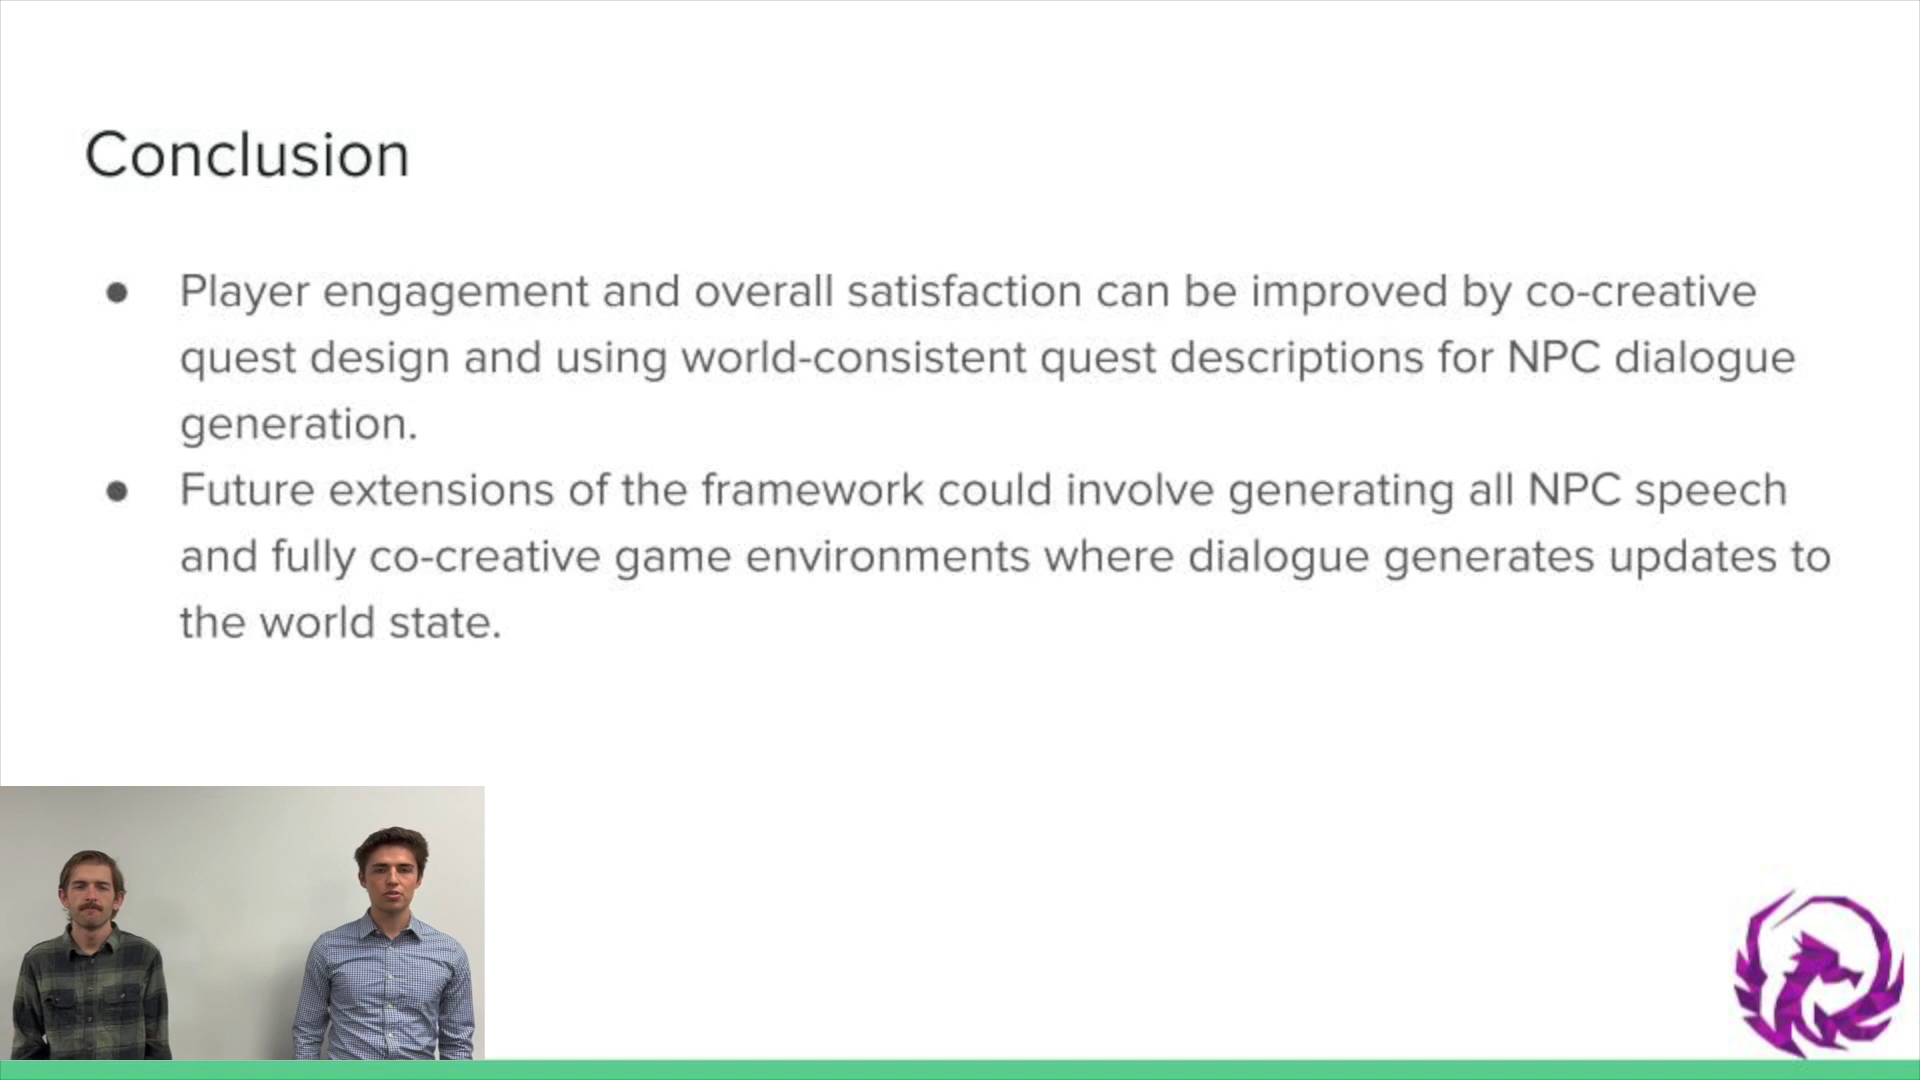 Conclusion
● Player engagement and overall satisfaction can be improved by co-creative
quest design and using world-consistent quest descriptions for NPC dialogue
generation.
● Future extensions of the framework could involve generating all NPC speech
and fully co-creative game environments where dialogue generates updates to
the world state.